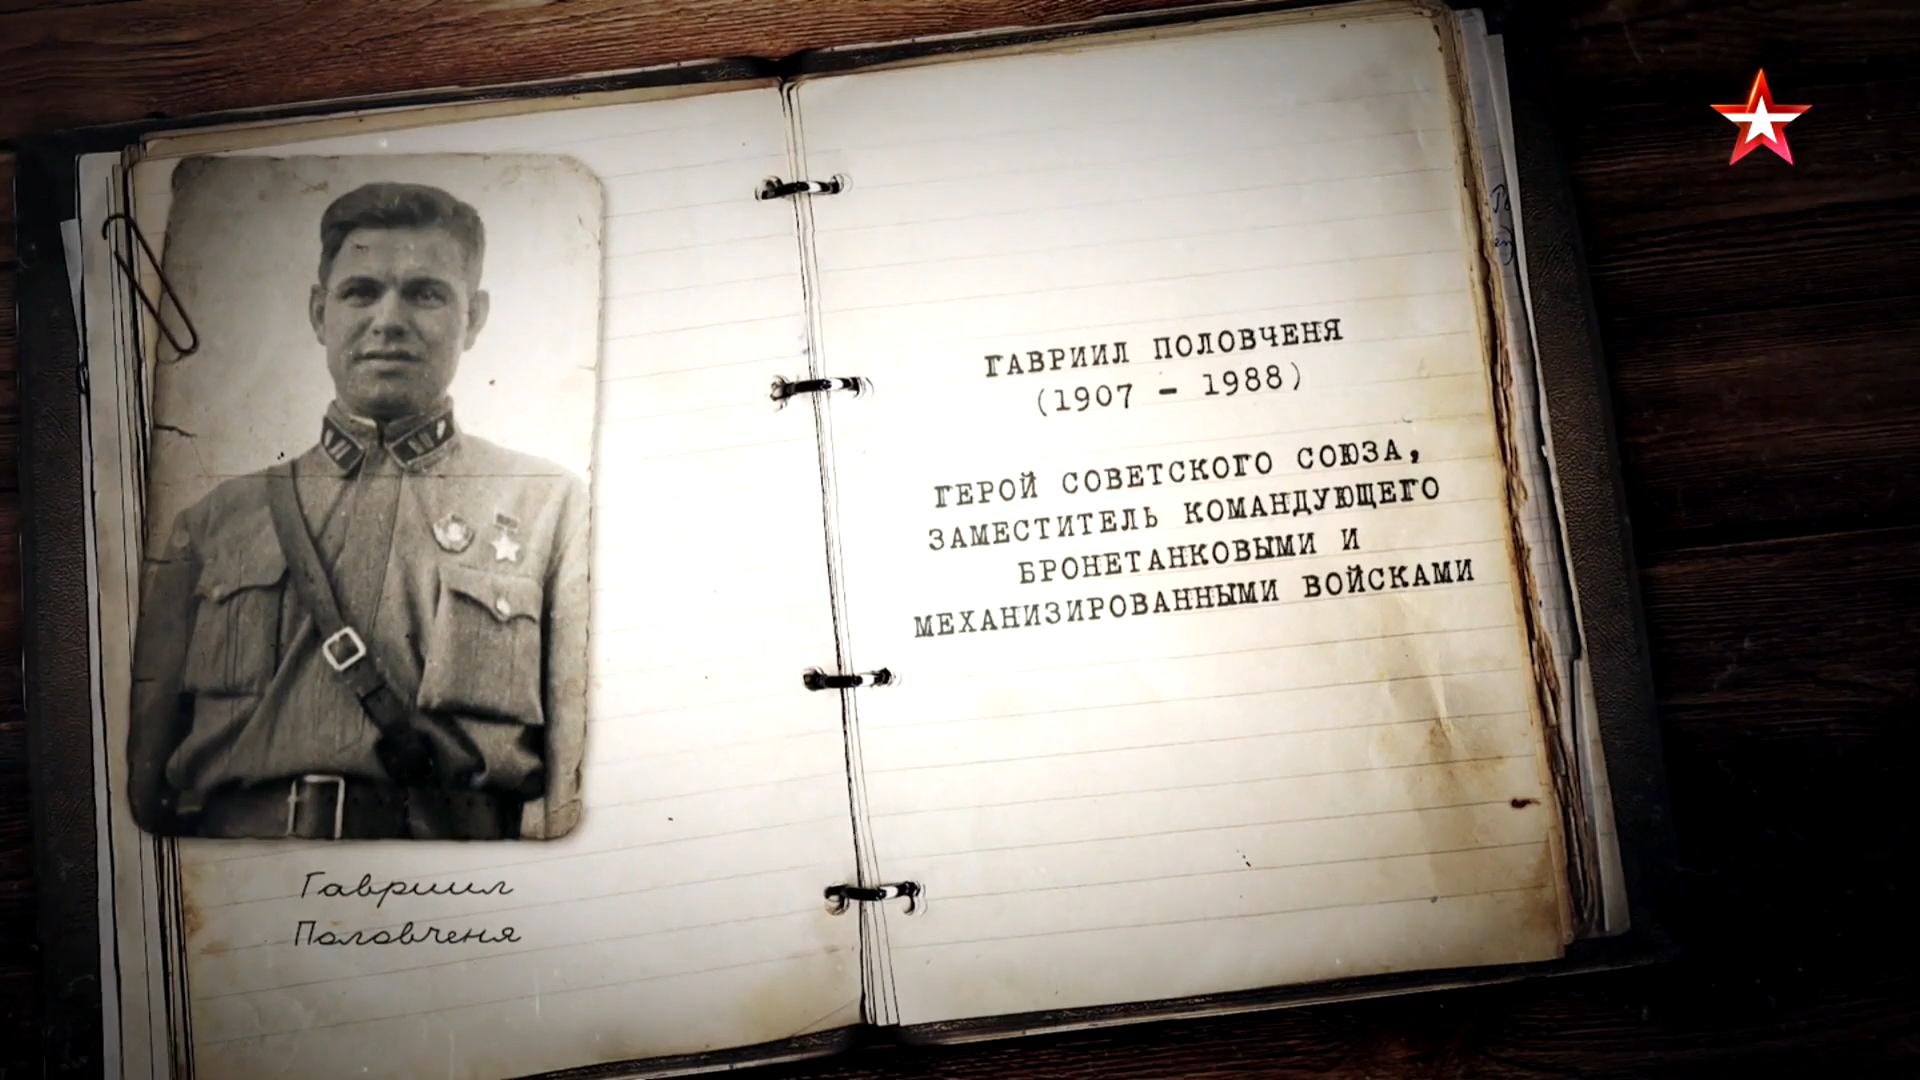 Гавриил
Половченя
ГАВРИИЛ ПОЛОВЧЕНЯ
(1907 - 1988)
ГЕРОЙ СОВЕТСКОГО СОЮЗА,
ЗАМЕСТИТЕЛЬ КОМАНДУЮЩЕГО
БРОНЕТАНКОВЫМИ И
МЕХАНИЗИРОВАННЫМИ ВОЙСКАМИ